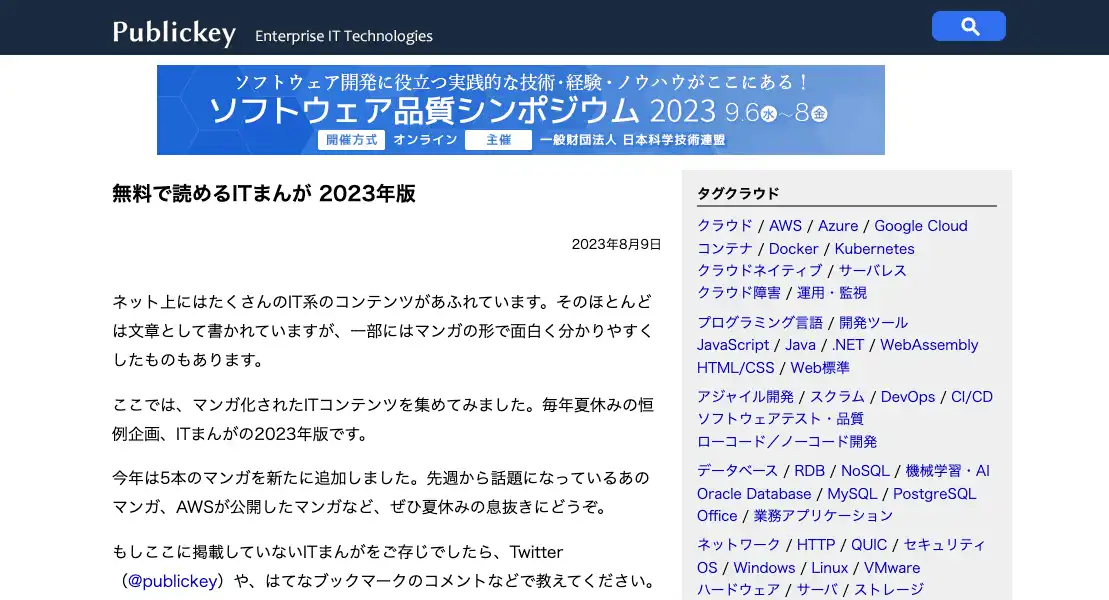 Publickey Enterprise IT Technologies
ソフトウェア開発に役立つ実践的な技術・経験・ノウハウがここにある！
ソフトウェア品質シンポジウム 2023 9.6水～8金
開催方式 オンライン 主催 一般財団法人 日本科学技術連盟
無料で読めるITまんが 2023年版
2023年8月9日
ネット上にはたくさんのIT系のコンテンツがあふれています。そのほとんど
は文章として書かれていますが、一部にはマンガの形で面白く分かりやすく
したものもあります。
ここでは、マンガ化されたITコンテンツを集めてみました。毎年夏休みの恒
例企画、ITまんがの2023年版です。
今年は5本のマンガを新たに追加しました。先週から話題になっているあの
マンガ、AWSが公開したマンガなど、ぜひ夏休みの息抜きにどうぞ。
もしここに掲載していないITまんがをご存じでしたら、Twitter
（@publickey）や、はてなブックマークのコメントなどで教えてください。
タグクラウド
クラウド / AWS / Azure / Google Cloud
コンテナ / Docker / Kubernetes
クラウドネイティブ / サーバレス
クラウド障害 / 運用・監視
プログラミング言語 / 開発ツール
JavaScript / Java / .NET / WebAssembly
HTML/CSS / Web標準
アジャイル開発 / スクラム / DevOps / CI/CD
ソフトウェアテスト・品質
ローコード／ノーコード開発
データベース / RDB / NoSQL / 機械学習・AI
Oracle Database / MySQL / PostgreSQL
Office / 業務アプリケーション
ネットワーク / HTTP / QUIC / セキュリティ
OS / Windows / Linux / VMware
ハードウェア / サーバ / ストレージ